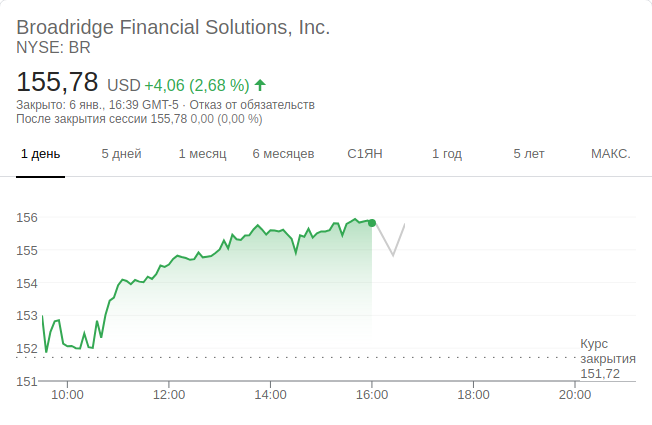 Broadridge Financial Solutions, Inc.
NYSE: BR
155,78 USD +4,06 (2,68 %)
Закрыто: 6 янв., 16:39 GMT-5 · Отказ от обязательств
После закрытия сессии 155,78 0,00 (0,00 %)
1 день 5 дней 1 месяц 6 месяцев С1ЯН 1 год 5 лет МАКС.
156
155
154
153
152
151
Курс
закрытия
151,72
10:00 12:00 14:00 16:00 18:00 20:00